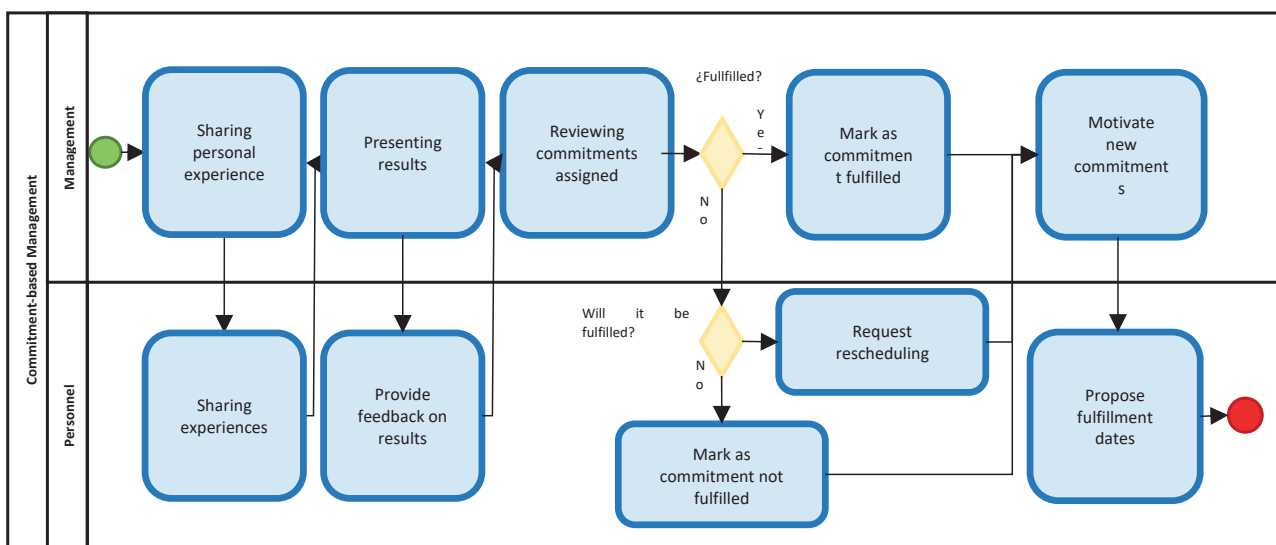 Commitment-based Management
Management
Personnel
Sharing
personal
experience
Presenting
results
Reviewing
commitments
assigned
¿Fullfilled?
Y
e-
N
o
Mark as
commitmen
t fulfilled
Motivate
new
commitment
s
Sharing
experiences
Provide
feedback on
results
Will it be
fulfilled?
N
o
Request
rescheduling
Mark as
commitment not
fulfilled
Propose
fulfillment
dates